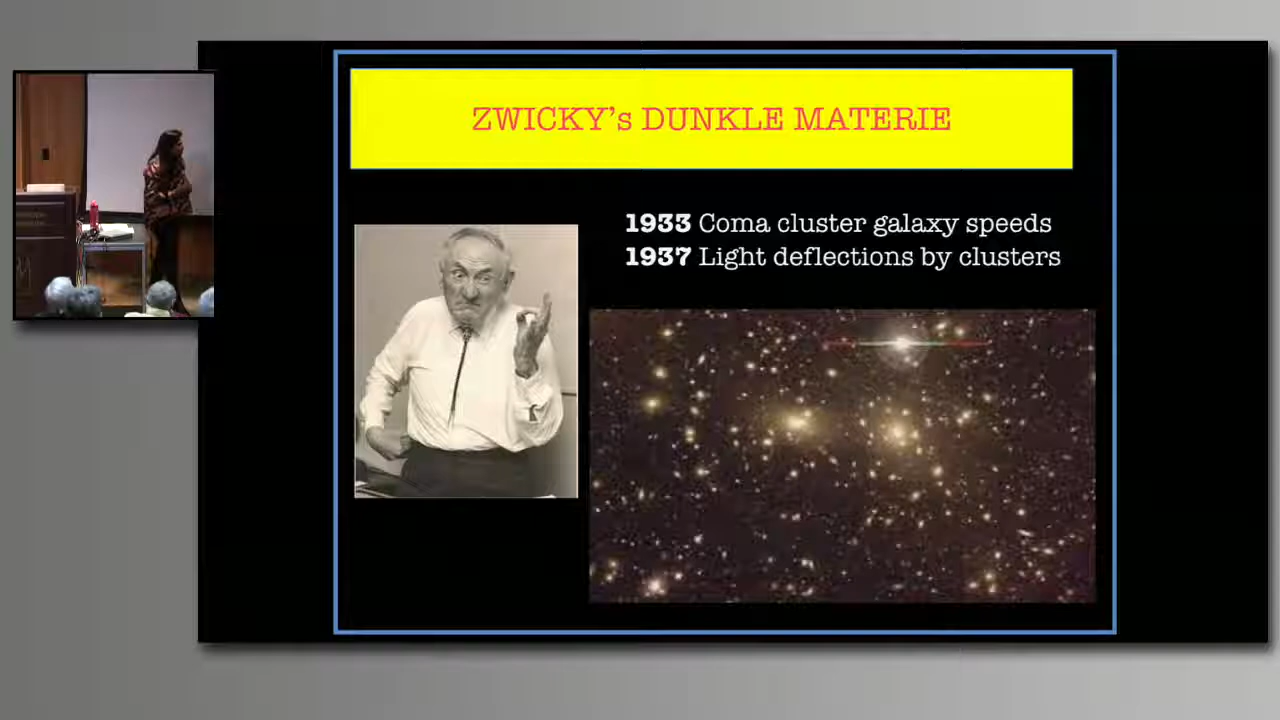 ZWICKY's DUNKLE MATERIE
1933 Coma cluster galaxy speeds
1937 Light deflections by clusters